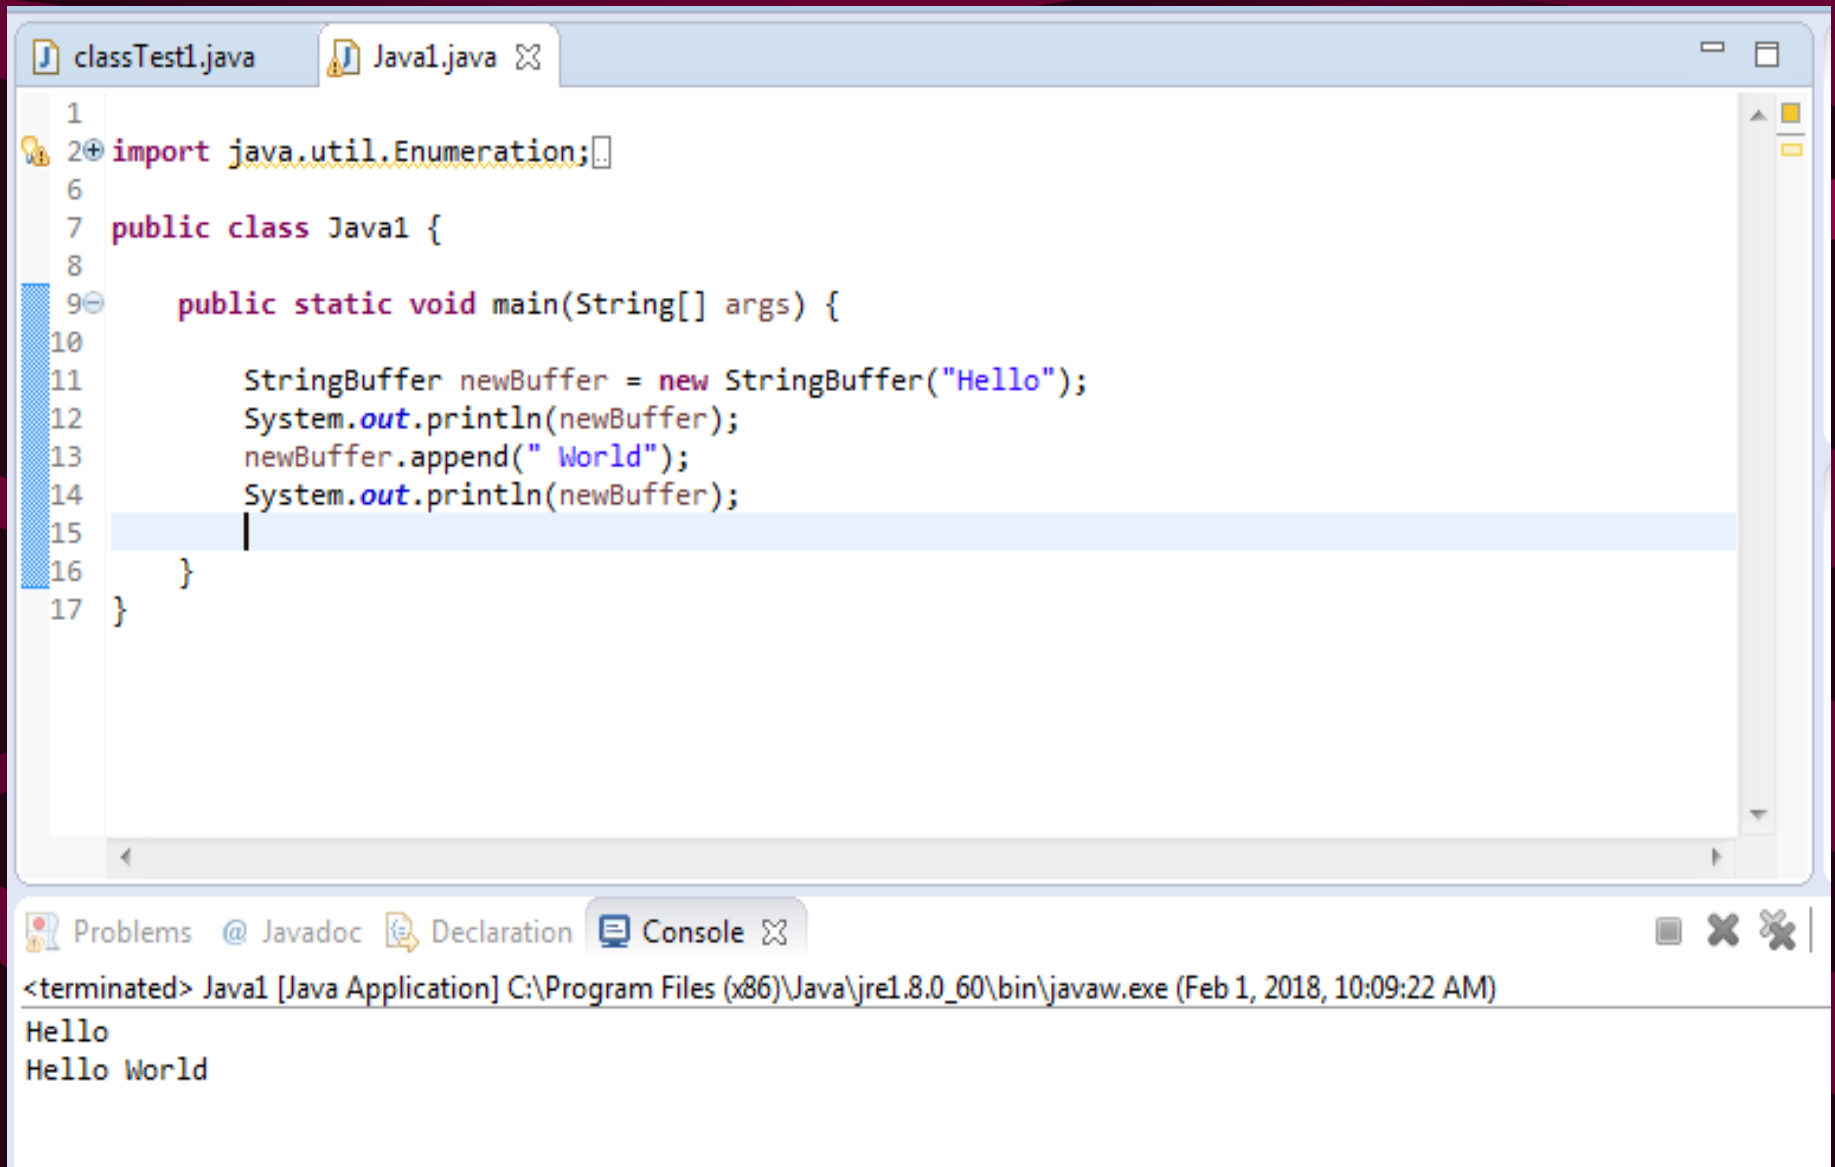 classTest1.java Java1.java
1
2 import java.util.Enumeration;
6
7 public class Java1 {
8
9 public static void main(String[] args) {
10
11 StringBuffer newBuffer = new StringBuffer("Hello");
12 System.out.println(newBuffer);
13 newBuffer.append(" World");
14 System.out.println(newBuffer);
15
16 }
17 }
Problems @ Javadoc Declaration Console
<terminated> Java1 [Java Application] C:\Program Files (x86)\Java\jre1.8.0_60\bin\javaw.exe (Feb 1, 2018, 10:09:22 AM)
Hello
Hello World